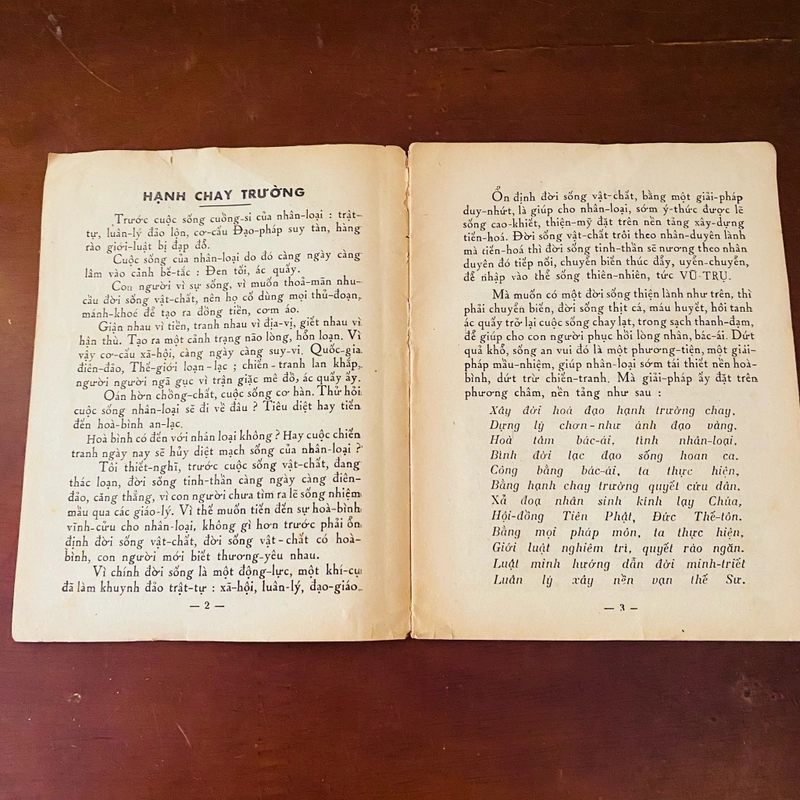 HẠNH CHAY TRƯỜNG
Trước cuộc sống cuồng-si của nhân-loại : trật-
tự, luân-lý đảo lộn, cơ-cấu Đạo-pháp suy tàn, hàng
rào giới-luật bị đạp đổ.
Cuộc sống của nhân-loại do đó càng ngày càng
lâm vào cảnh bế-tắc : Đen tối, ác quấy.
Con người vì sự sống, vì muốn thoả-mãn nhu-
cầu đời sống vật-chất, nên họ cố dùng mọi thủ-đoạn,
mánh-khoé để tạo ra đồng tiền, cơm áo.
Giận nhau vì tiền, tranh nhau vì địa-vị, giết nhau vì
hận thù. Tạo ra một cảnh trạng não lòng, hỗn loạn. Vì
vậy cơ-cấu xã-hội, càng ngày càng suy-vi. Quốc-gia
điên-đảo, Thế-giới loạn-lạc ; chiến-tranh lan khắp,
người người ngã gục vì trận giặc mê đồ, ác quấy ấy.
Oán hờn chồng-chất, cuộc sống cơ hàn. Thử hỏi
cuộc sống nhân-loại sẽ đi về đâu ? Tiêu diệt hay tiến
đến hoà-bình an-lạc.
Hoà bình có đến với nhân loại không ? Hay cuộc chiến
tranh ngày nay sẽ hủy diệt mạch sống của nhân-loại ?
Tôi thiết-nghĩ, trước cuộc sống vật-chất, đang
thác loạn, đời sống tinh-thần càng ngày càng điên-
đảo, căng thẳng, vì con người chưa tìm ra lẽ sống nhiệm
mầu qua các giáo-lý. Vì thế muốn tiến đến sự hoà-bình
vĩnh-cửu cho nhân-loại, không gì hơn trước phải ổn
định đời sống vật-chất, đời sống vật-chất có hoà-
bình, con người mới biết thương-yêu nhau.
Vì chính đời sống là một động-lực, một khí-cụ
đã làm khuynh đảo trật-tự : xã-hội, luân-lý, đạo-giáo.
— 2 —
Ổn định đời sống vật-chất, bằng một giải-pháp
duy-nhứt, là giúp cho nhân-loại, sớm ý-thức được lẽ
sống cao-khiết, thiện-mỹ đặt trên nền tảng xây-dựng
tiến-hoá. Đời sống vật-chất trôi theo nhân-duyên lành
mà tiến-hoá thì đời sống tinh-thần sẽ nương theo nhân
duyên đó tiếp nối, chuyển biến thúc đẩy, uyển-chuyển,
để nhập vào thể sống thiên-nhiên, tức VŨ-TRỤ.
Mà muốn có một đời sống thiện lành như trên, thì
phải chuyển biến, đời sống thịt cá, máu huyết, hôi tanh
ác quấy trở lại cuộc sống chay lạt, trong sạch thanh-đạm,
để giúp cho con người phục hồi lòng nhân, bác-ái. Dứt
quả khổ, sống an vui đó là một phương-tiện, một giải-
pháp mầu-nhiệm, giúp nhân-loại sớm tái thiết nền hoà-
bình, dứt trừ chiến-tranh. Mà giải-pháp ấy đặt trên
phương châm, nền tảng như sau :
Xây đời hoá đạo hạnh trường chay.
Dựng lý chơn-như ánh đạo vàng.
Hoà tâm bác-ái, tình nhân-loại.
Bình đời lạc đạo sống hoan ca.
Công bằng bác-ái, ta thực hiện,
Bằng hạnh chay trường quyết cứu dân.
Xả đoạ nhân sinh kính lạy Chúa,
Hội-đồng Tiên Phật, Đức Thế-tôn.
Bằng mọi pháp môn, ta thực hiện,
Giới luật nghiêm trì, quyết rào ngăn.
Luật minh hướng dẫn đời minh-triết
Luân lý xây nền vạn thế Sư.
— 3 —